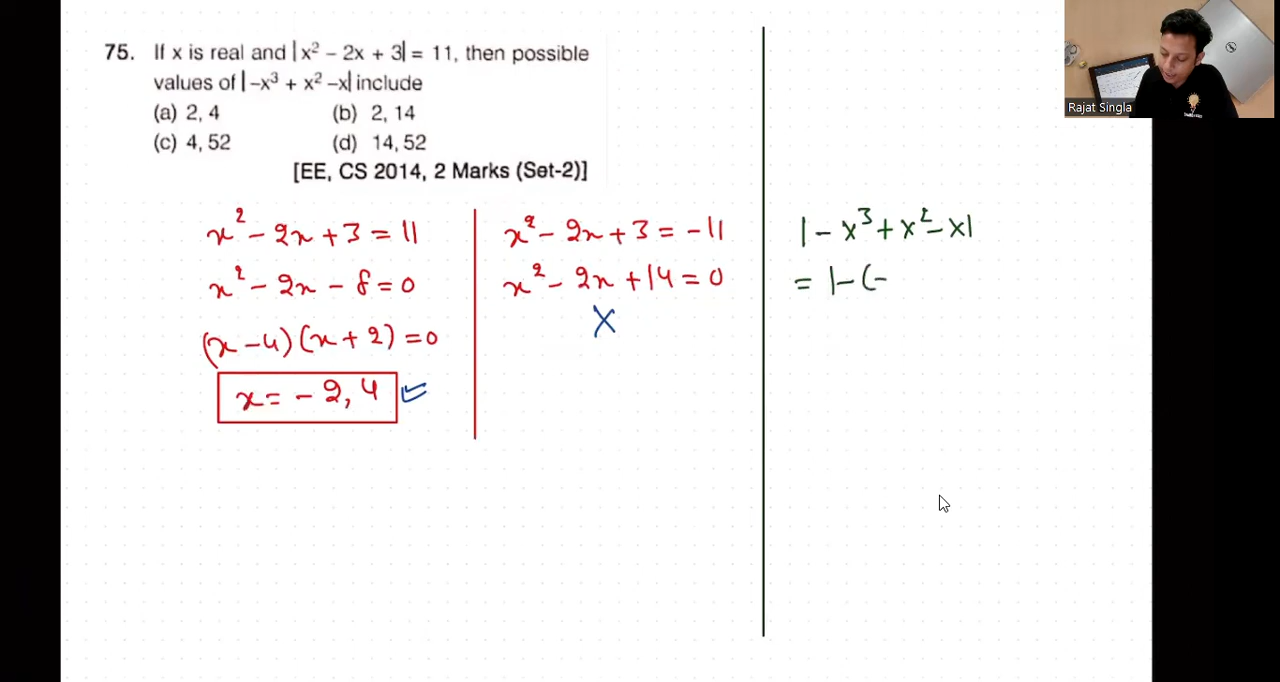 75. If x is real and |x² – 2x + 3| = 11, then possible
values of |–x³ + x² –x| include
(a) 2, 4 (b) 2, 14
(c) 4, 52 (d) 14, 52
[EE, CS 2014, 2 Marks (Set-2)]
x² - 2x + 3 = 11
x² - 2x - 8 = 0
(x - 4) (x + 2) = 0
x = - 2, 4
x² - 2x + 3 = -11
x² - 2x + 14 = 0
X
|- x³ + x² - x|
= |- (-
Rajat Singla